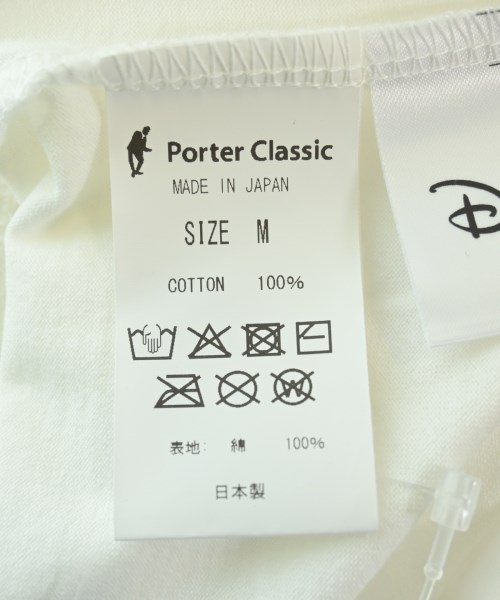 Porter Classic
MADE IN JAPAN
SIZE M
COTTON 100%
W
表地: 綿 100%
日本製
D